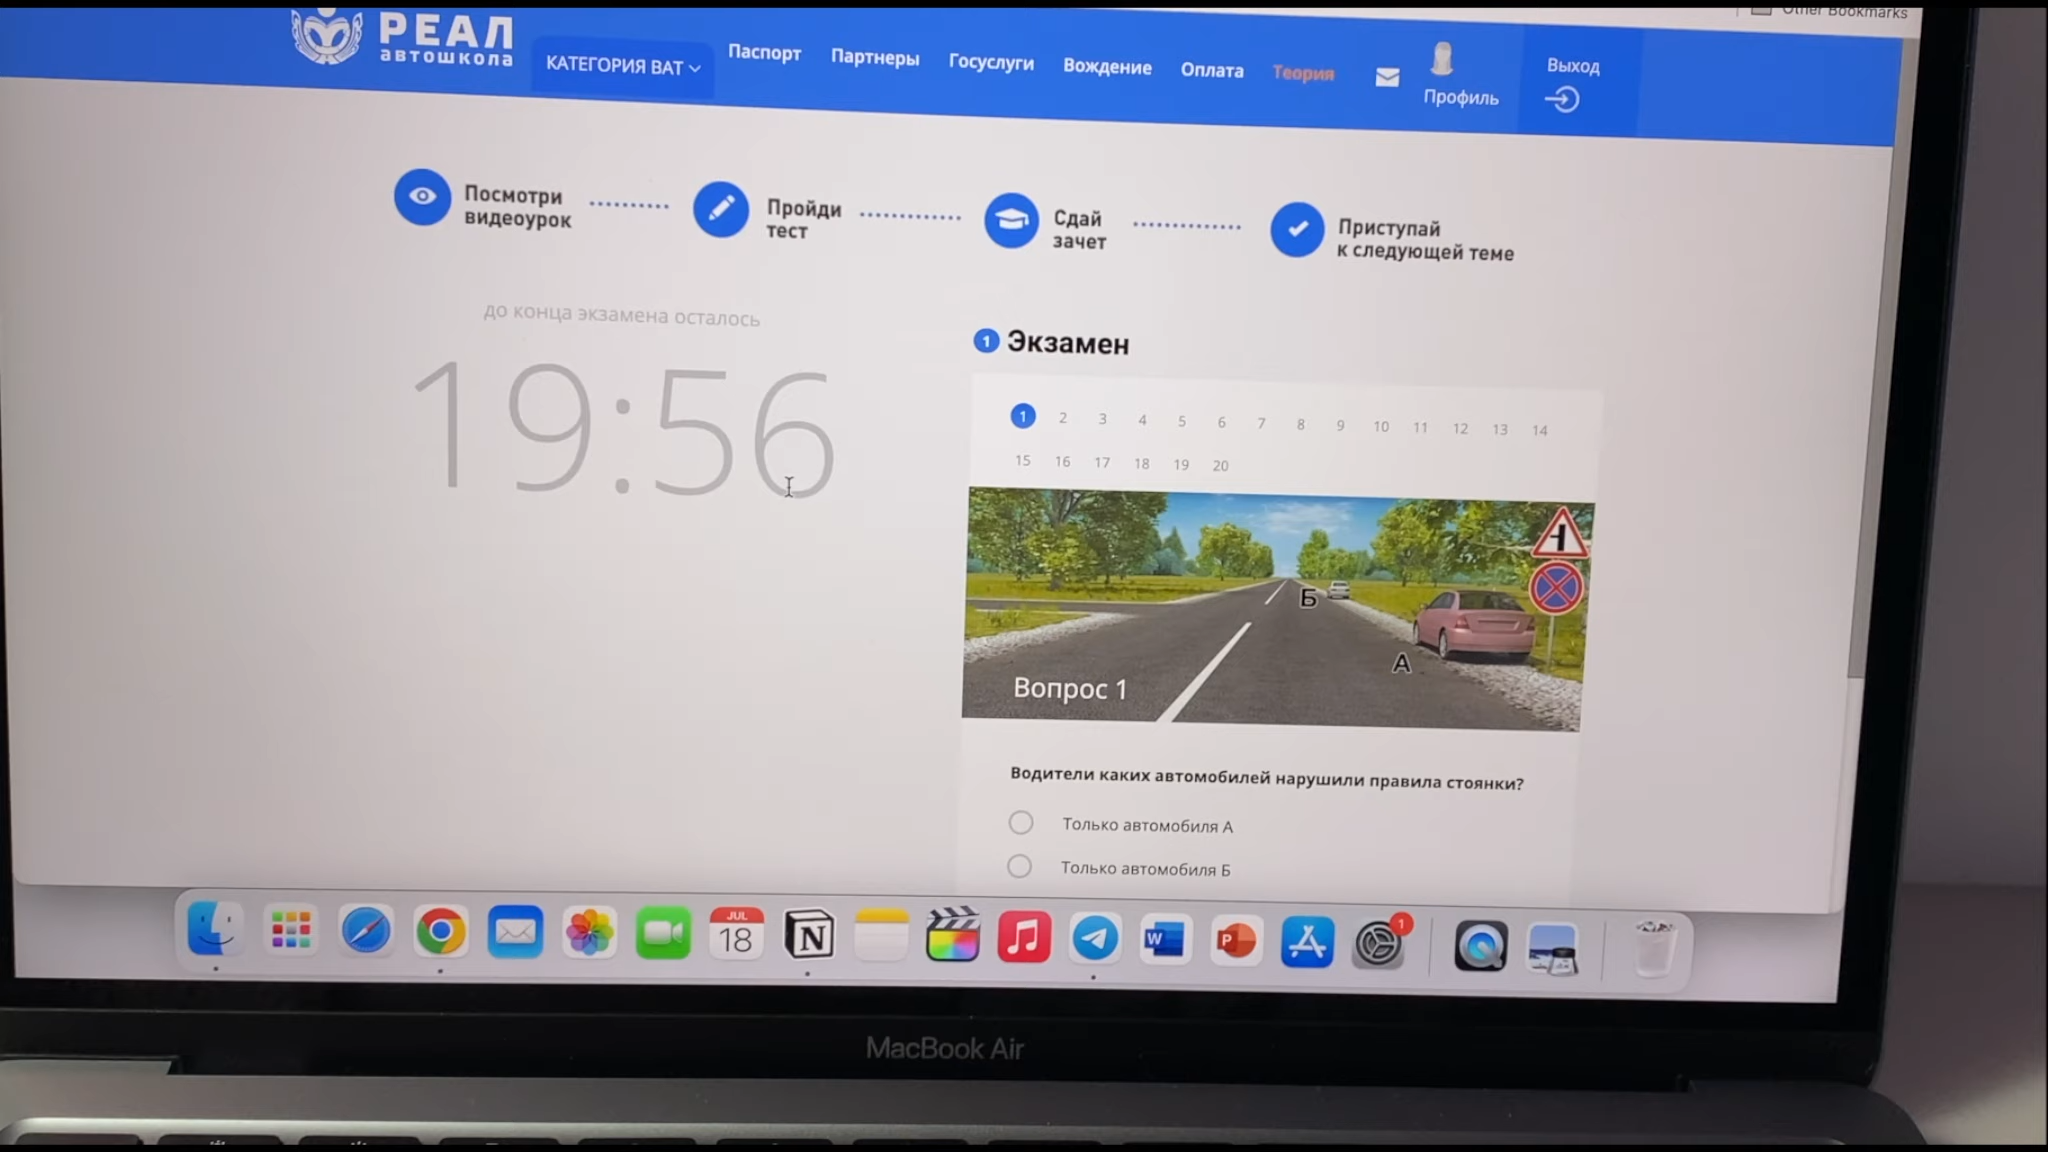 Other Bookmarks
РЕАЛ
автошкола
КАТЕГОРИЯ ВАТ
Паспорт
Партнеры
Госуслуги
Вождение
Оплата
Теория
Профиль
Выход
Посмотри
видеоурок
Пройди
тест
Сдай
зачет
Приступай
к следующей теме
до конца экзамена осталось
19:56
1 Экзамен
1 2 3 4 5 6 7 8 9 10 11 12 13 14
15 16 17 18 19 20
Б
А
Вопрос 1
Водители каких автомобилей нарушили правила стоянки?
Только автомобиля А
Только автомобиля Б
JUL
18
N
W
P
1
MacBook Air